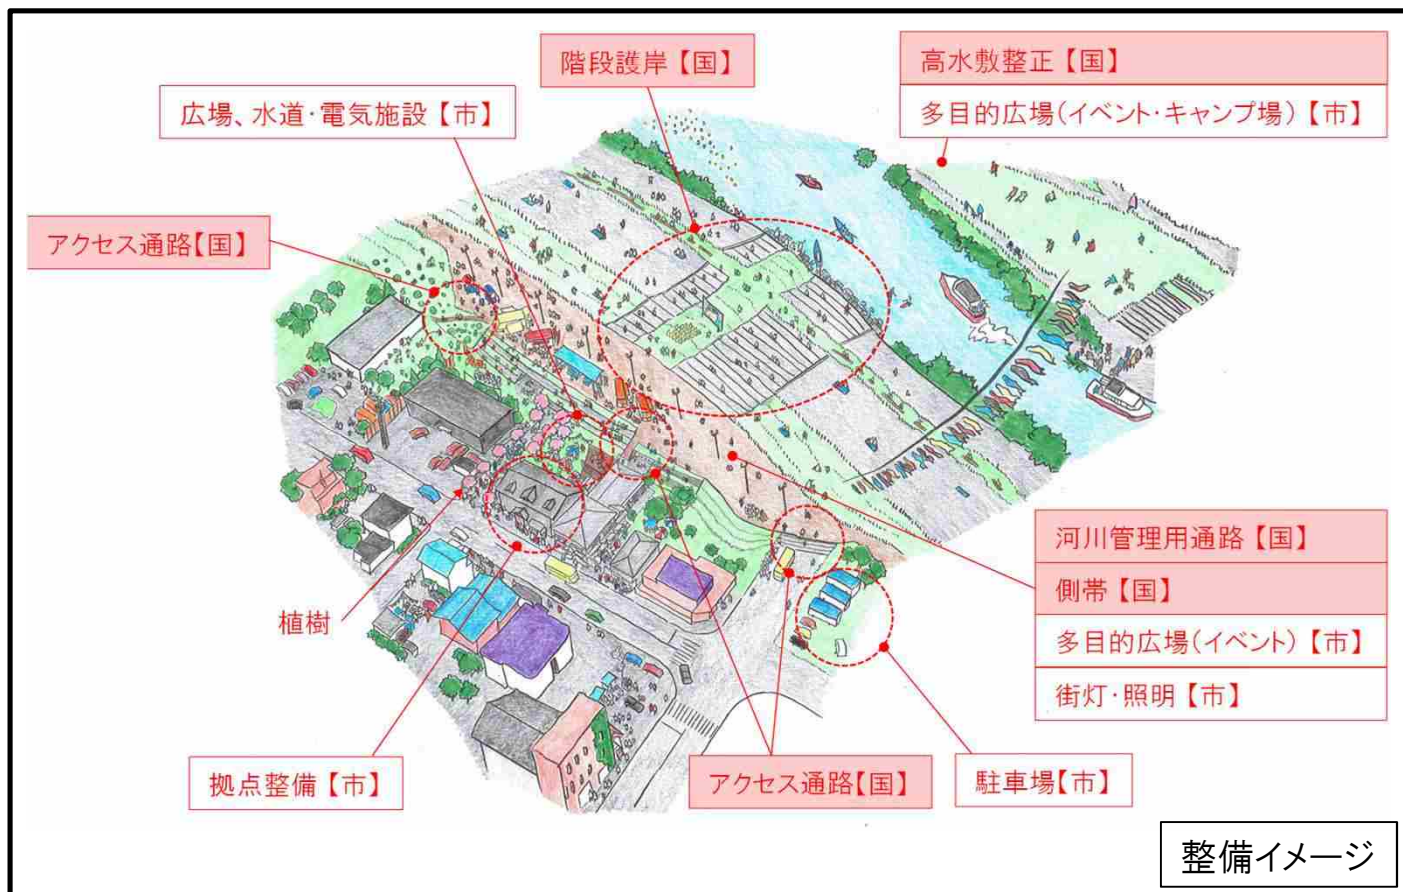 階段護岸【国】
高水敷整正【国】
多目的広場(イベント・キャンプ場)【市】
広場、水道・電気施設【市】
アクセス通路【国】
河川管理用通路【国】
側帯【国】
多目的広場(イベント)【市】
街灯・照明【市】
植樹
拠点整備【市】
アクセス通路【国】
駐車場【市】
整備イメージ